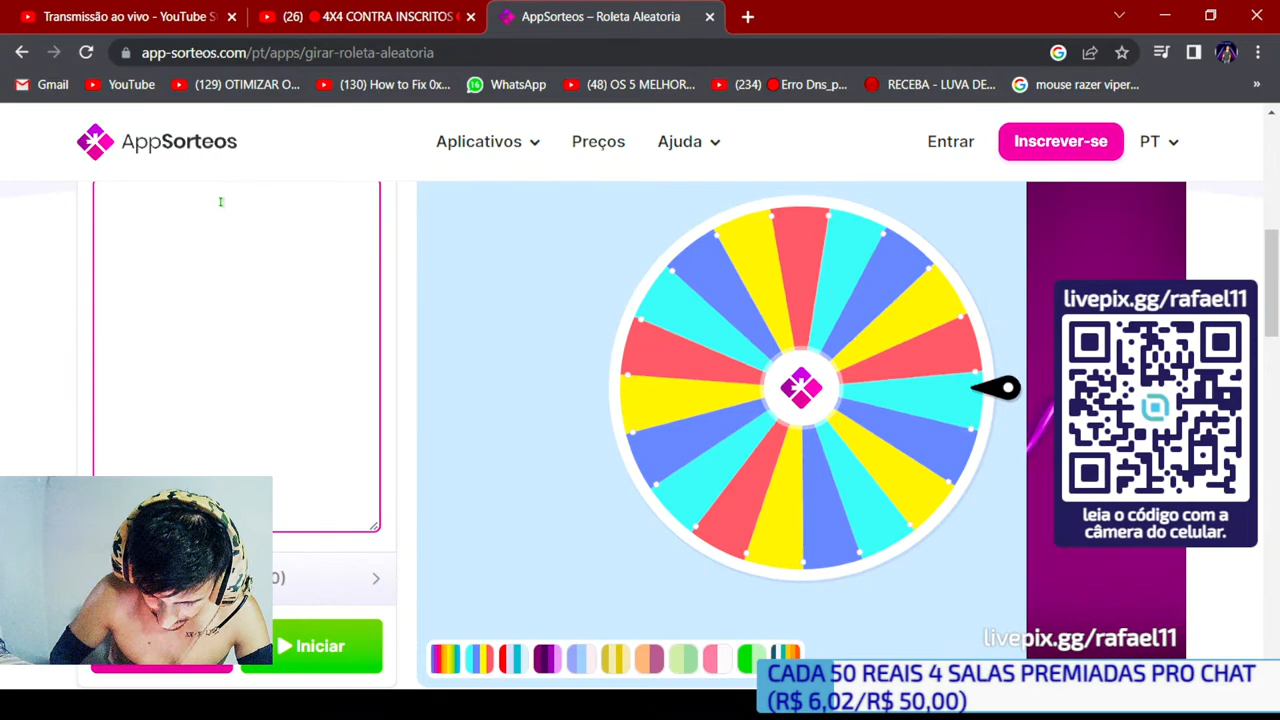 Transmissão ao vivo - YouTube S
(26) 4X4 CONTRA INSCRITOS
AppSorteos – Roleta Aleatoria
app-sorteos.com/pt/apps/girar-roleta-aleatoria
Gmail
YouTube
(129) OTIMIZAR O...
(130) How to Fix 0x...
WhatsApp
(48) OS 5 MELHOR...
(234) Erro Dns_p...
RECEBA - LUVA DE...
mouse razer viper...
»
AppSorteos
Aplicativos
Preços
Ajuda
Entrar
Inscrever-se
PT
livepix.gg/rafael11
leia o código com a
câmera do celular.
0)
Iniciar
livepix.gg/rafael11
CADA 50 REAIS 4 SALAS PREMIADAS PRO CHAT
(R$ 6,02/R$ 50,00)